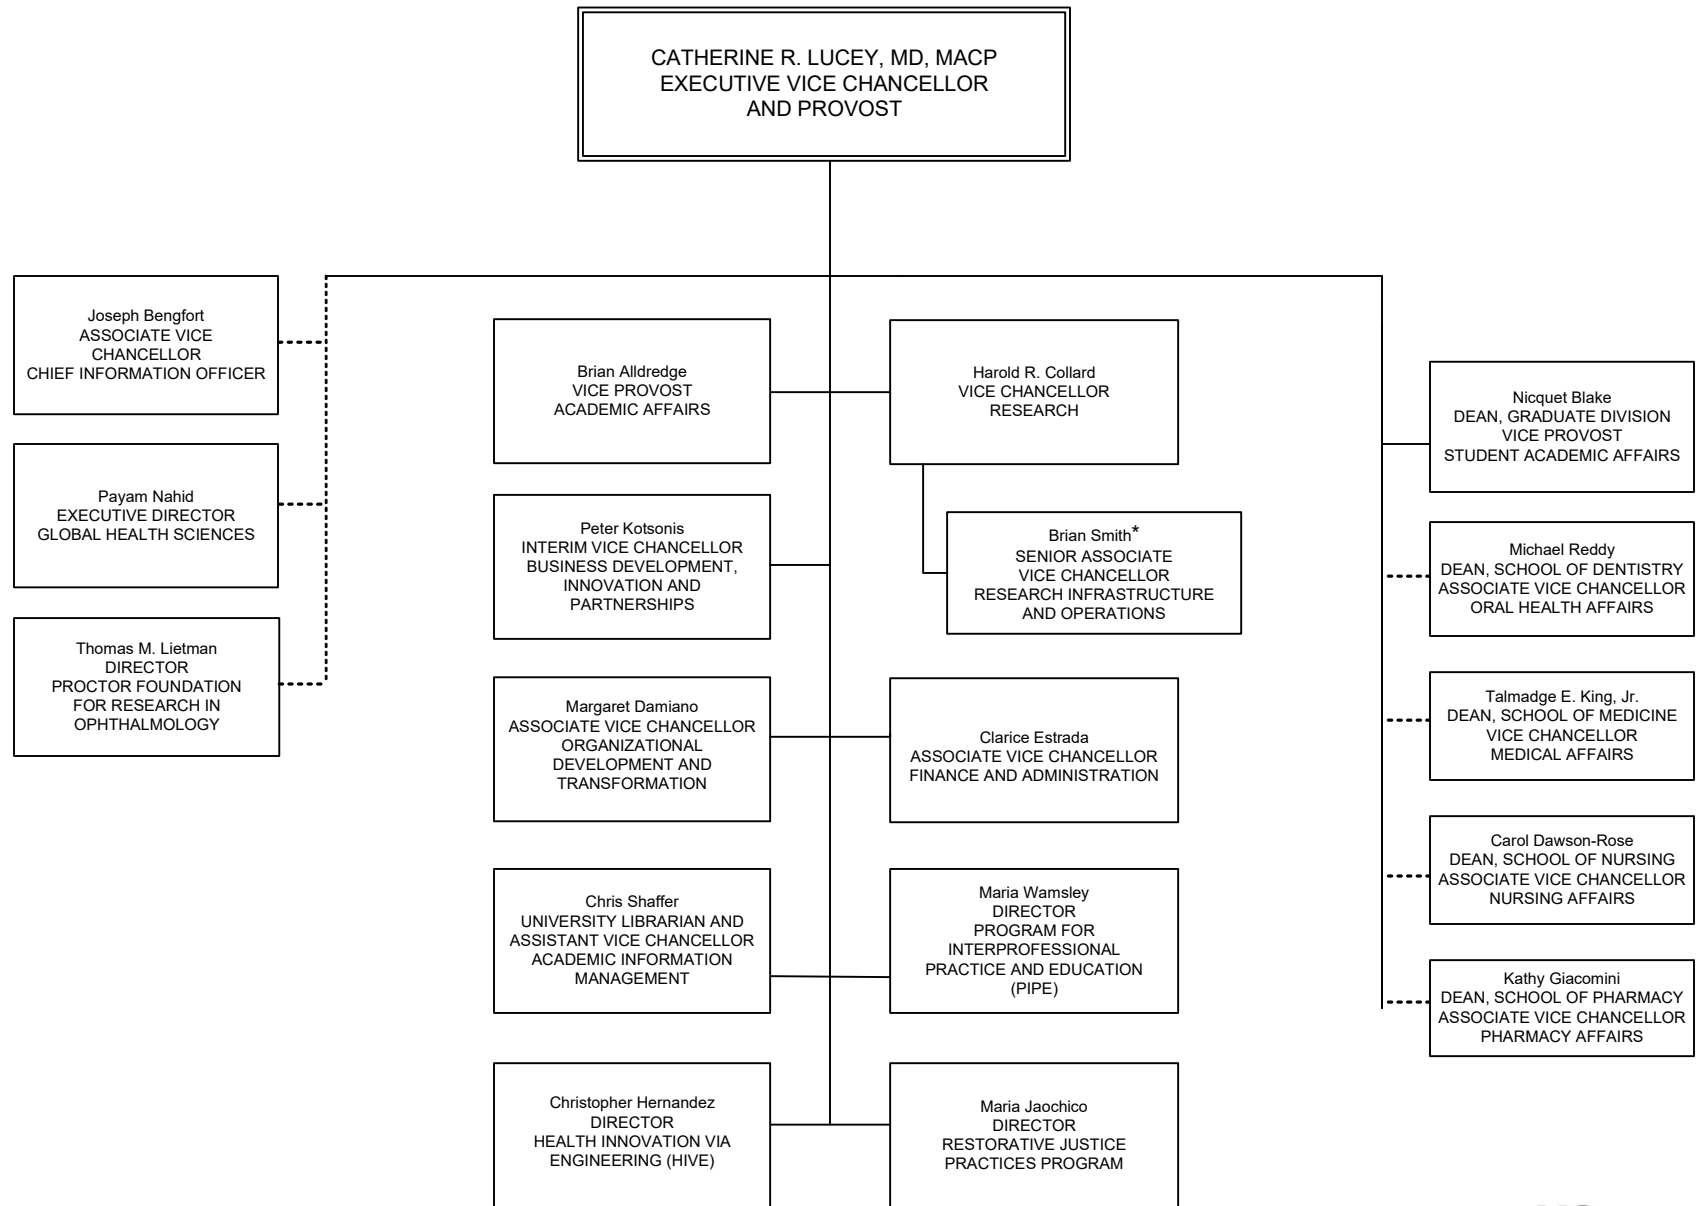 CATHERINE R. LUCEY, MD, MACP
EXECUTIVE VICE CHANCELLOR
AND PROVOST
Joseph Bengfort
ASSOCIATE VICE
CHANCELLOR
CHIEF INFORMATION OFFICER
Payam Nahid
EXECUTIVE DIRECTOR
GLOBAL HEALTH SCIENCES
Thomas M. Lietman
DIRECTOR
PROCTOR FOUNDATION
FOR RESEARCH IN
OPHTHALMOLOGY
Brian Alldredge
VICE PROVOST
ACADEMIC AFFAIRS
Harold R. Collard
VICE CHANCELLOR
RESEARCH
Peter Kotsonis
INTERIM VICE CHANCELLOR
BUSINESS DEVELOPMENT,
INNOVATION AND
PARTNERSHIPS
Brian Smith*
SENIOR ASSOCIATE
VICE CHANCELLOR
RESEARCH INFRASTRUCTURE
AND OPERATIONS
Margaret Damiano
ASSOCIATE VICE CHANCELLOR
ORGANIZATIONAL
DEVELOPMENT AND
TRANSFORMATION
Clarice Estrada
ASSOCIATE VICE CHANCELLOR
FINANCE AND ADMINISTRATION
Chris Shaffer
UNIVERSITY LIBRARIAN AND
ASSISTANT VICE CHANCELLOR
ACADEMIC INFORMATION
MANAGEMENT
Maria Wamsley
DIRECTOR
PROGRAM FOR
INTERPROFESSIONAL
PRACTICE AND EDUCATION
(PIPE)
Christopher Hernandez
DIRECTOR
HEALTH INNOVATION VIA
ENGINEERING (HIVE)
Maria Jaochico
DIRECTOR
RESTORATIVE JUSTICE
PRACTICES PROGRAM
Nicquet Blake
DEAN, GRADUATE DIVISION
VICE PROVOST
STUDENT ACADEMIC AFFAIRS
Michael Reddy
DEAN, SCHOOL OF DENTISTRY
ASSOCIATE VICE CHANCELLOR
ORAL HEALTH AFFAIRS
Talmadge E. King, Jr.
DEAN, SCHOOL OF MEDICINE
VICE CHANCELLOR
MEDICAL AFFAIRS
Carol Dawson-Rose
DEAN, SCHOOL OF NURSING
ASSOCIATE VICE CHANCELLOR
NURSING AFFAIRS
Kathy Giacomini
DEAN, SCHOOL OF PHARMACY
ASSOCIATE VICE CHANCELLOR
PHARMACY AFFAIRS